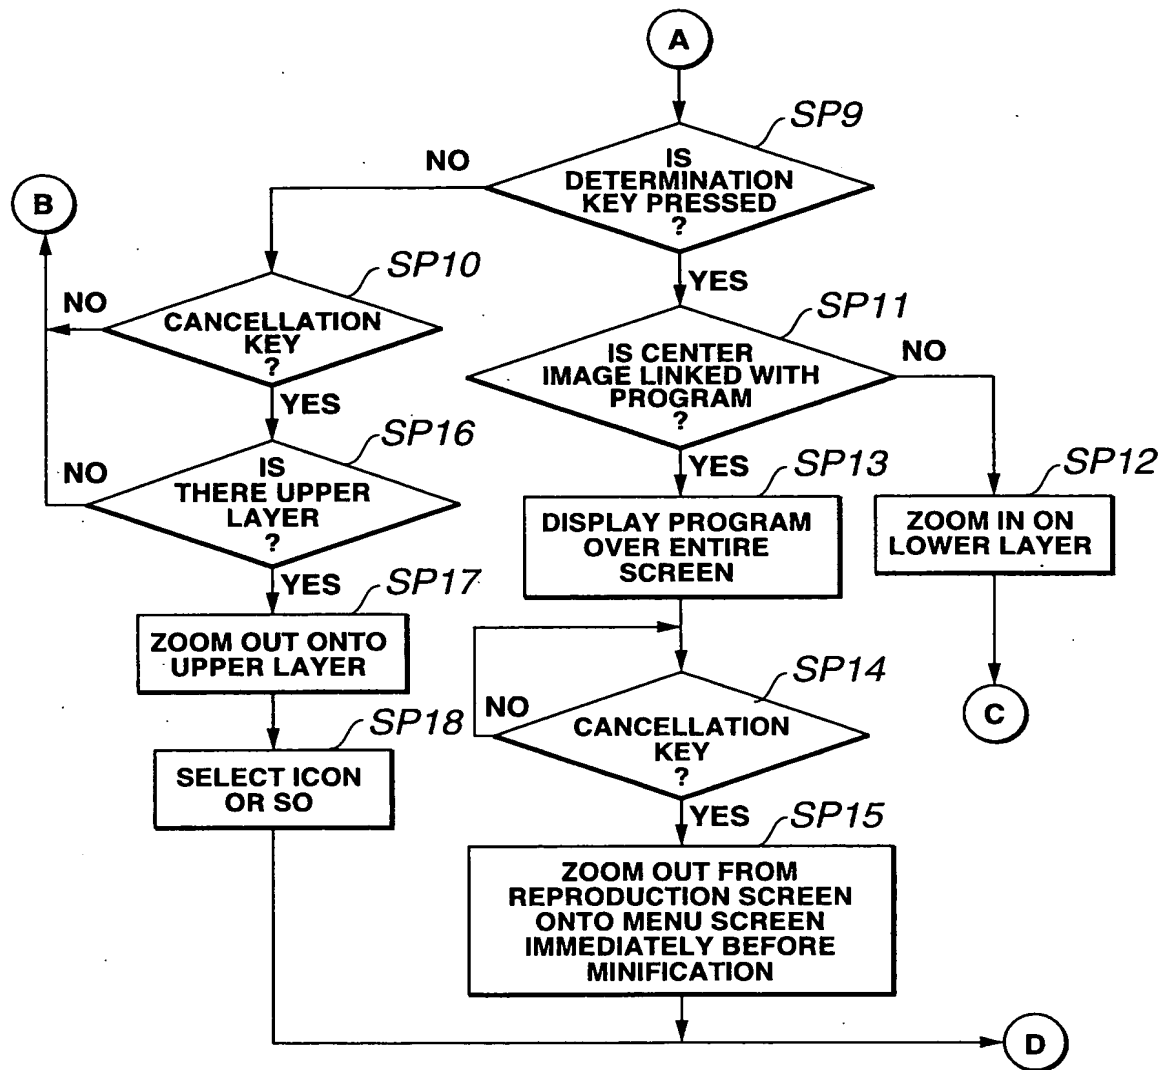 A
SP9
NO
IS
DETERMINATION
KEY PRESSED
?
B
SP10
YES
SP11
NO
CANCELLATION
KEY
?
IS CENTER
IMAGE LINKED WITH
PROGRAM
?
NO
YES
SP16
NO
IS
THERE UPPER
LAYER
?
YES
SP13
SP12
DISPLAY PROGRAM
OVER ENTIRE
SCREEN
ZOOM IN ON
LOWER LAYER
YES
SP17
ZOOM OUT ONTO
UPPER LAYER
SP14
NO
CANCELLATION
KEY
?
C
SP18
SELECT ICON
OR SO
YES
SP15
ZOOM OUT FROM
REPRODUCTION SCREEN
ONTO MENU SCREEN
IMMEDIATELY BEFORE
MINIFICATION
D